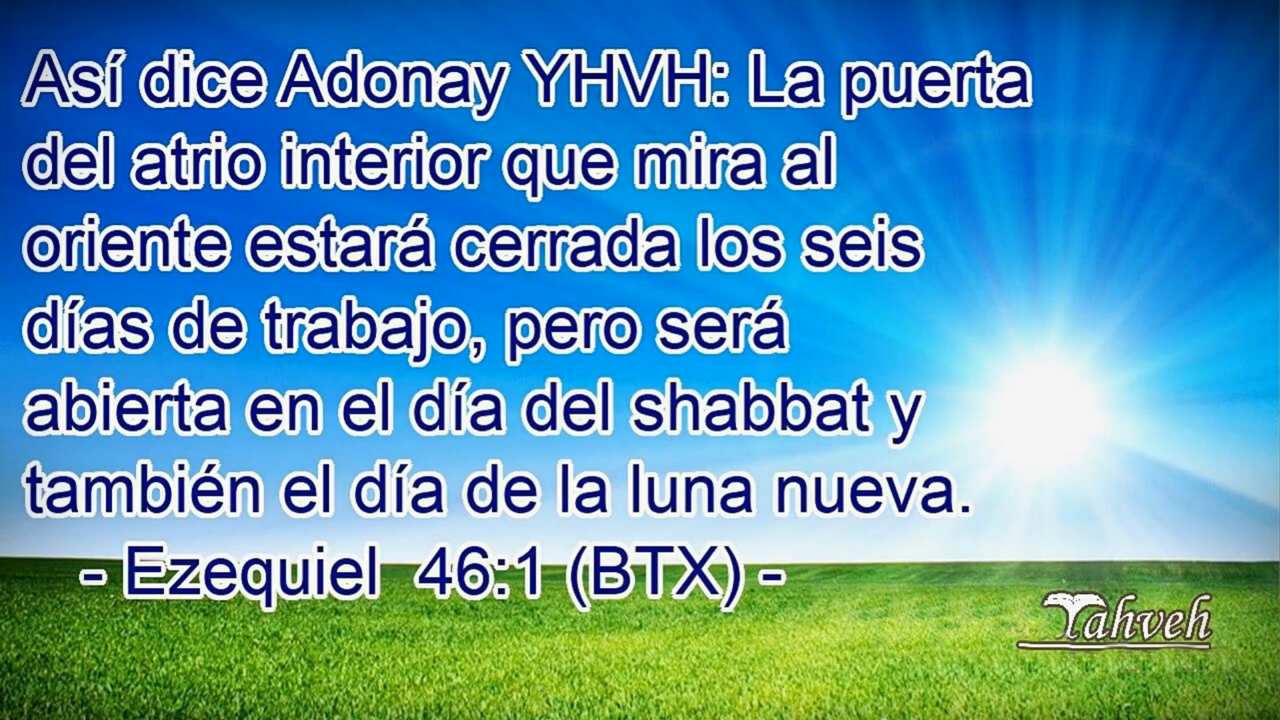 Así dice Adonay YHVH: La puerta
del atrio interior que mira al
oriente estará cerrada los seis
días de trabajo, pero será
abierta en el día del shabbat y
también el día de la luna nueva.
- Ezequiel 46:1 (BTX) -
Yahveh